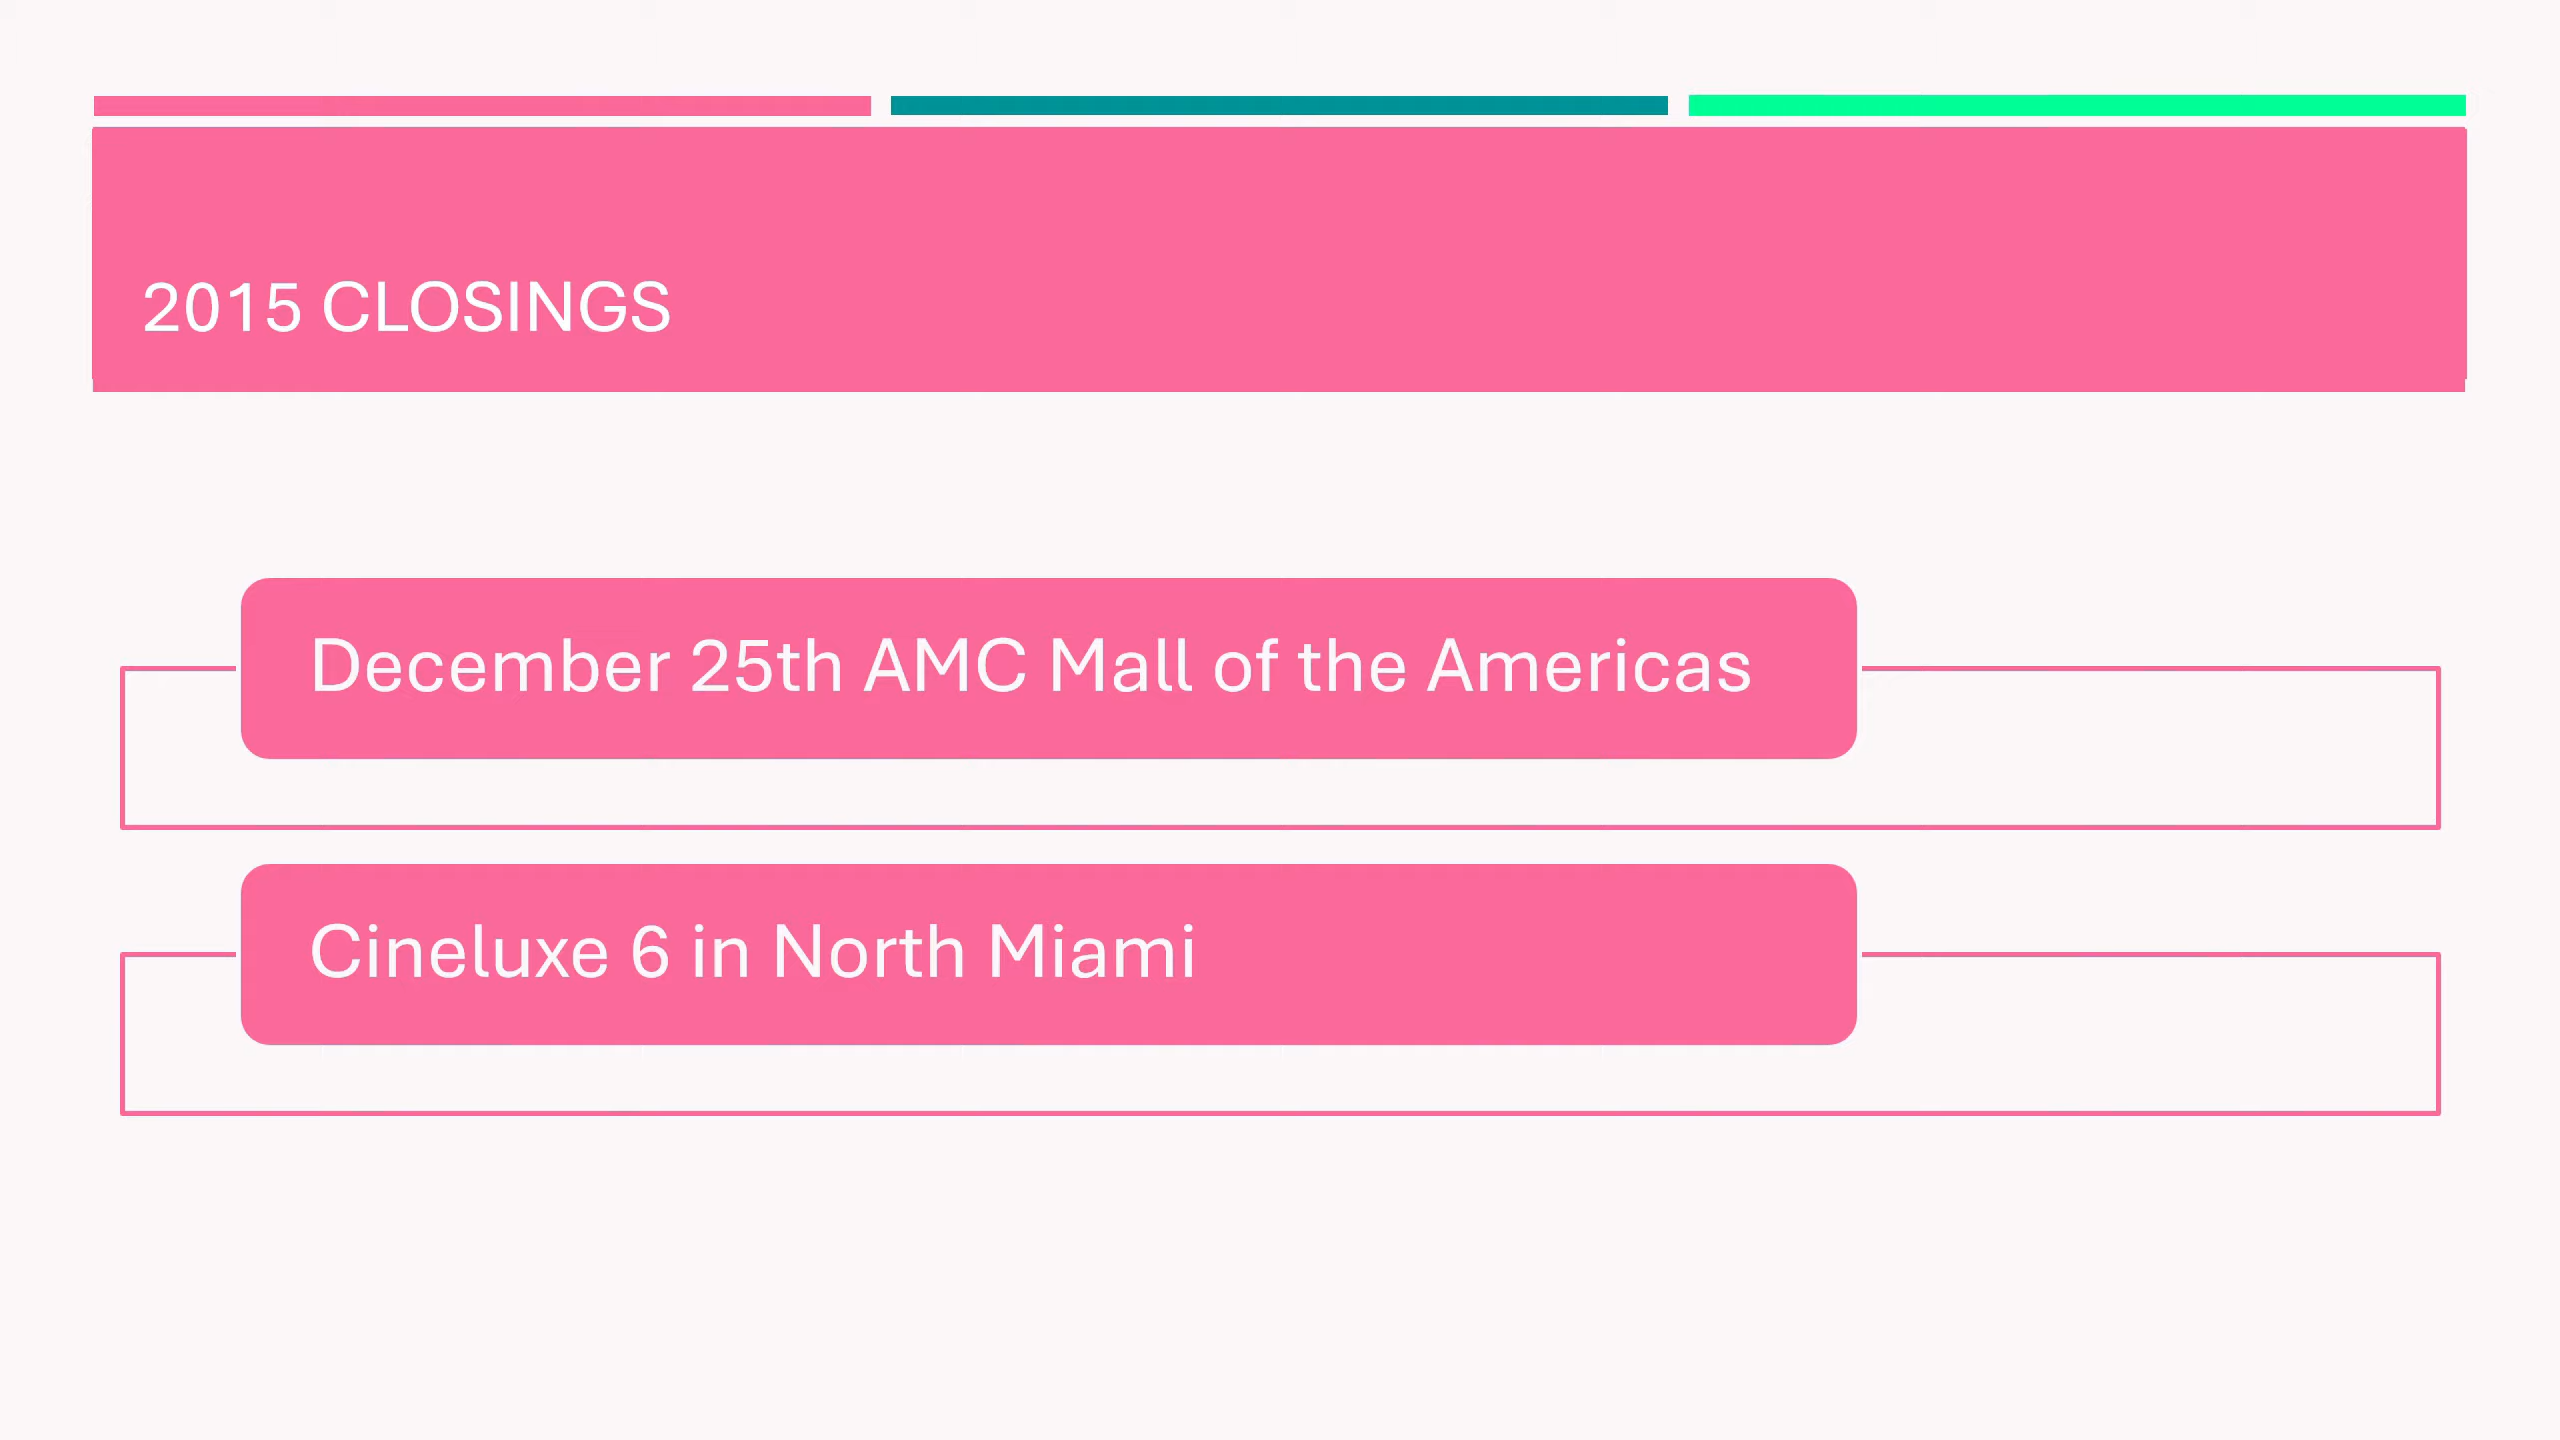 2015 CLOSINGS
December 25th AMC Mall of the Americas
Cineluxe 6 in North Miami